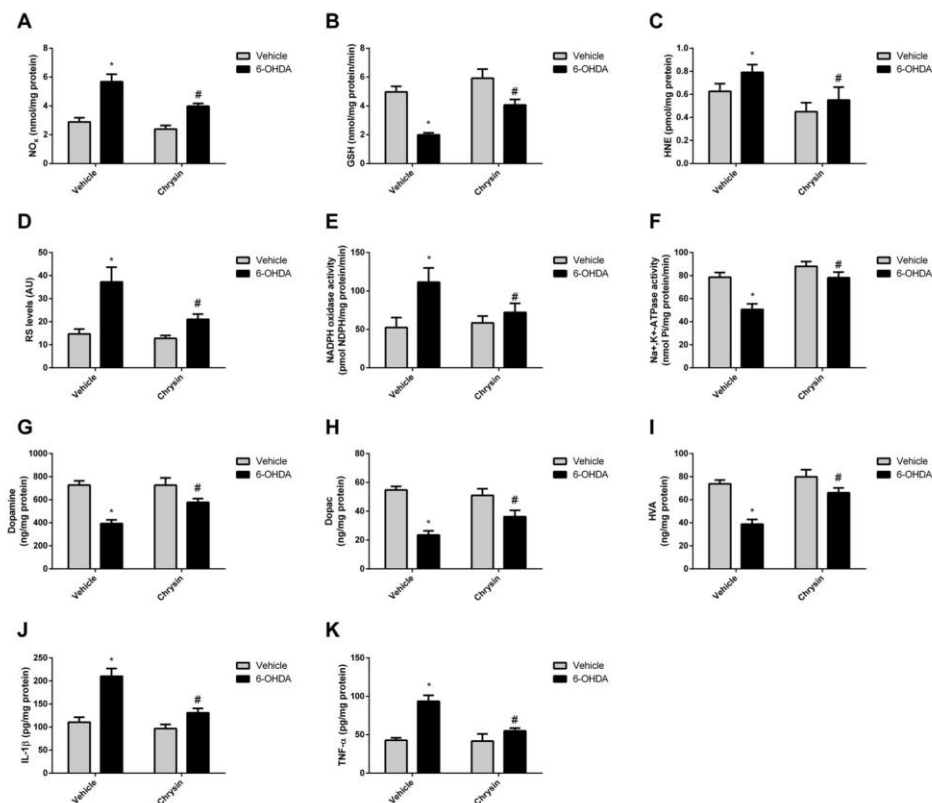 A
NOx (nmol/mg protein)
8
6
4
2
0
Vehicle
Chrysin
Vehicle
6-OHDA
*
#
B
GSH (nmol/mg protein/min)
8
6
4
2
0
Vehicle
Chrysin
Vehicle
6-OHDA
*
#
C
HNE (pmol/mg pretein)
1.0
0.8
0.6
0.4
0.2
0.0
Vehicle
Chrysin
Vehicle
6-OHDA
*
#
D
RS levels (AU)
50
40
30
20
10
0
Vehicle
Chrysin
Vehicle
6-OHDA
*
#
E
NADPH oxidase activity
(pmol NDPH/mg protein/min)
150
100
50
0
Vehicle
Chrysin
Vehicle
6-OHDA
*
#
F
Na+,K+-ATPase activity
(nmol Pi/mg protein/min)
100
80
60
40
20
0
Vehicle
Chrysin
Vehicle
6-OHDA
*
#
G
Dopamine
(ng/mg protein)
1000
800
600
400
200
0
Vehicle
Chrysin
Vehicle
6-OHDA
*
#
H
Dopac
(ng/mg protein)
80
60
40
20
0
Vehicle
Chrysin
Vehicle
6-OHDA
*
#
I
HVA
(ng/mg protein)
100
80
60
40
20
0
Vehicle
Chrysin
Vehicle
6-OHDA
*
#
J
IL-1β (pg/mg protein)
250
200
150
100
50
0
Vehicle
Chrysin
Vehicle
6-OHDA
*
#
K
TNF-α (pg/mg protein)
150
100
50
0
Vehicle
Chrysin
Vehicle
6-OHDA
*
#